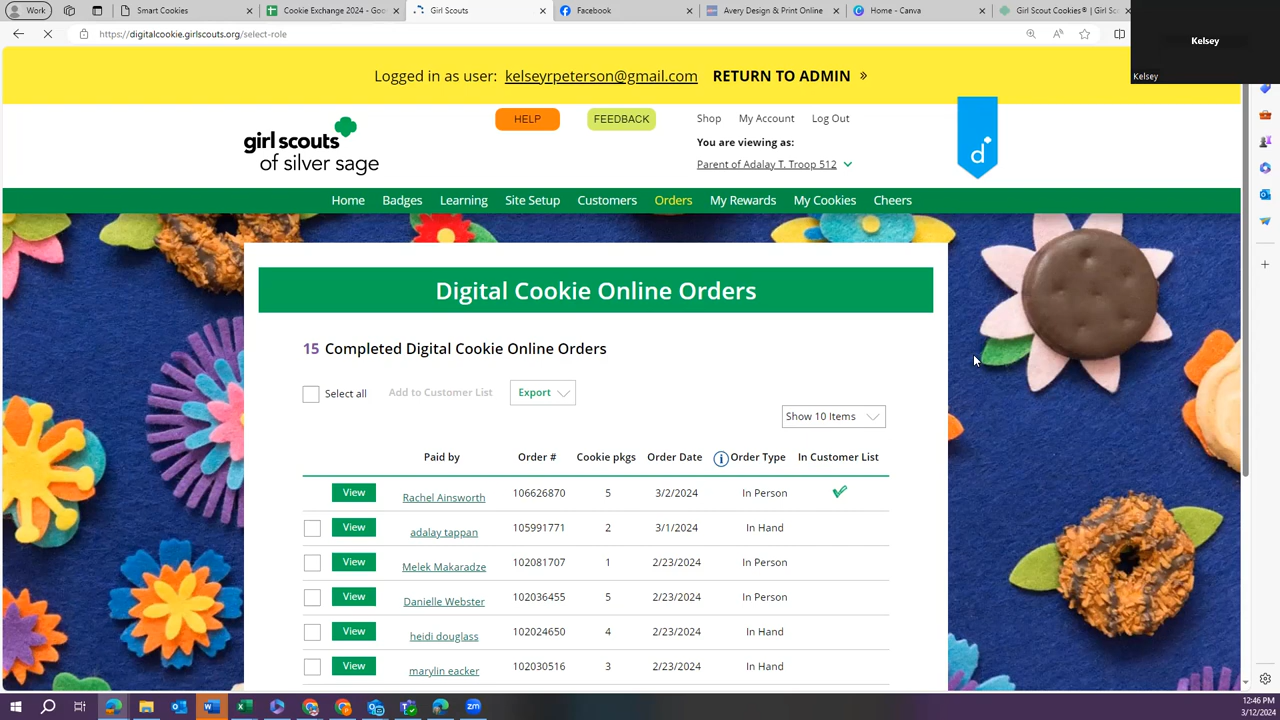 Work
Smart Cookies
Cookie Exchange 2024 - Goo
Girl Scouts
Facebook
Avery Design & Print Online
Home - Canva
Girl Scout Cookies® | Girl Sc
Kelsey
Kelsey
https://digitalcookie.girlscouts.org/select-role
Logged in as user: kelseyrpeterson@gmail.com RETURN TO ADMIN »
girl scouts
of silver sage
HELP
FEEDBACK
Shop My Account Log Out
You are viewing as:
Parent of Adalay T. Troop 512
d
Home Badges Learning Site Setup Customers Orders My Rewards My Cookies Cheers
Digital Cookie Online Orders
15 Completed Digital Cookie Online Orders
Select all Add to Customer List Export
Show 10 Items
Paid by Order # Cookie pkgs Order Date i Order Type In Customer List
View Rachel Ainsworth 106626870 5 3/2/2024 In Person
View adalay tappan 105991771 2 3/1/2024 In Hand
View Melek Makaradze 102081707 1 2/23/2024 In Person
View Danielle Webster 102036455 5 2/23/2024 In Person
View heidi douglass 102024650 4 2/23/2024 In Hand
View marylin eacker 102030516 3 2/23/2024 In Hand
12:46 PM
3/12/2024